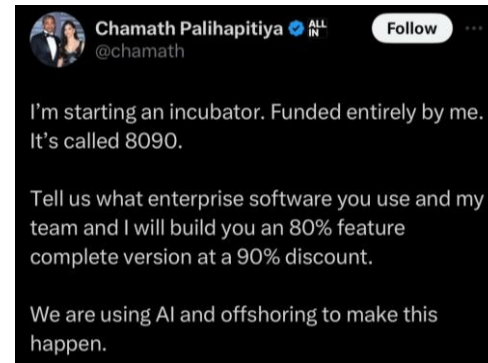 Chamath Palihapitiya ALL IN Follow
@chamath
I’m starting an incubator. Funded entirely by me.
It’s called 8090.
Tell us what enterprise software you use and my
team and I will build you an 80% feature
complete version at a 90% discount.
We are using AI and offshoring to make this
happen.